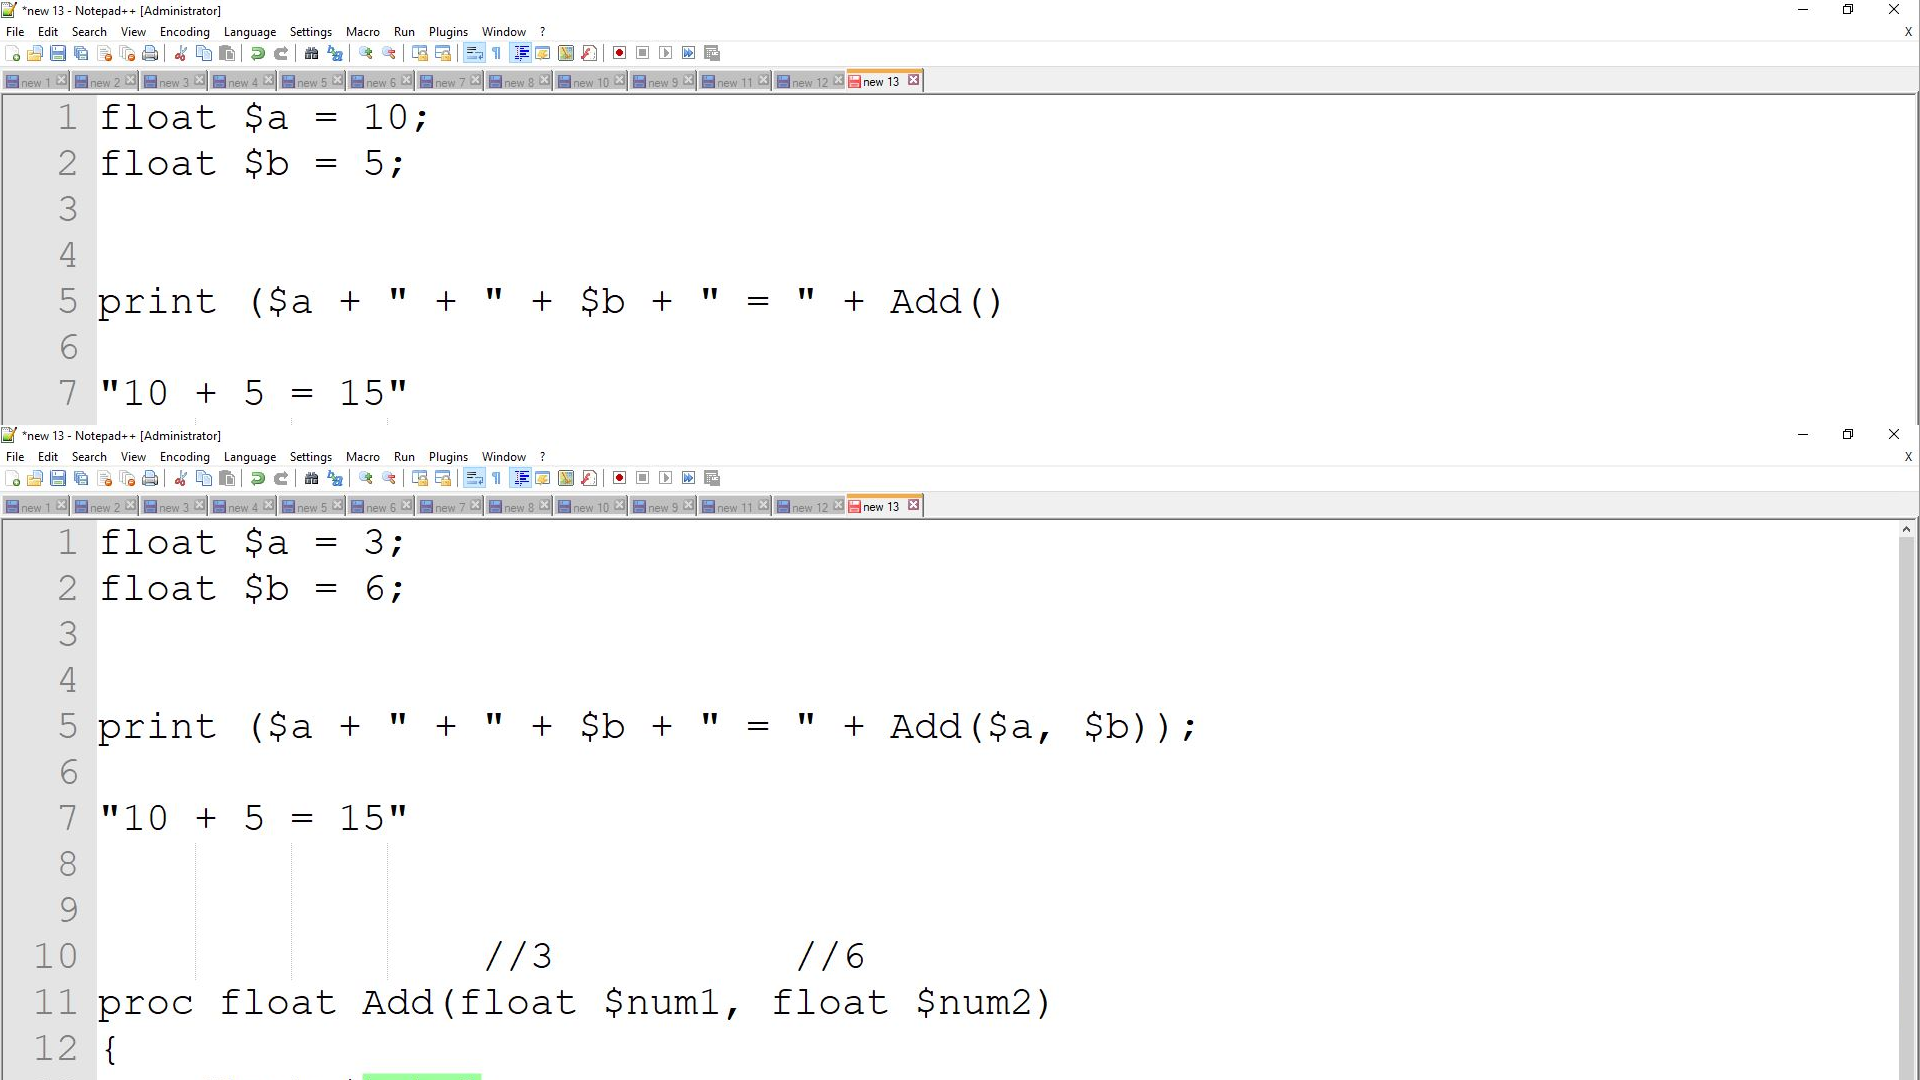 *new 13 - Notepad++ [Administrator]
File Edit Search View Encoding Language Settings Macro Run Plugins Window ? X
new 1 new 2 new 3 new 4 new 5 new 6 new 7 new 8 new 10 new 9 new 11 new 12 new 13
1 float $a = 10;
2 float $b = 5;
3
4
5 print ($a + " + " + $b + " = " + Add()
6
7 "10 + 5 = 15"
*new 13 - Notepad++ [Administrator]
File Edit Search View Encoding Language Settings Macro Run Plugins Window ? X
new 1 new 2 new 3 new 4 new 5 new 6 new 7 new 8 new 10 new 9 new 11 new 12 new 13
1 float $a = 3;
2 float $b = 6;
3
4
5 print ($a + " + " + $b + " = " + Add($a, $b));
6
7 "10 + 5 = 15"
8
9
10 //3 //6
11 proc float Add(float $num1, float $num2)
12 {